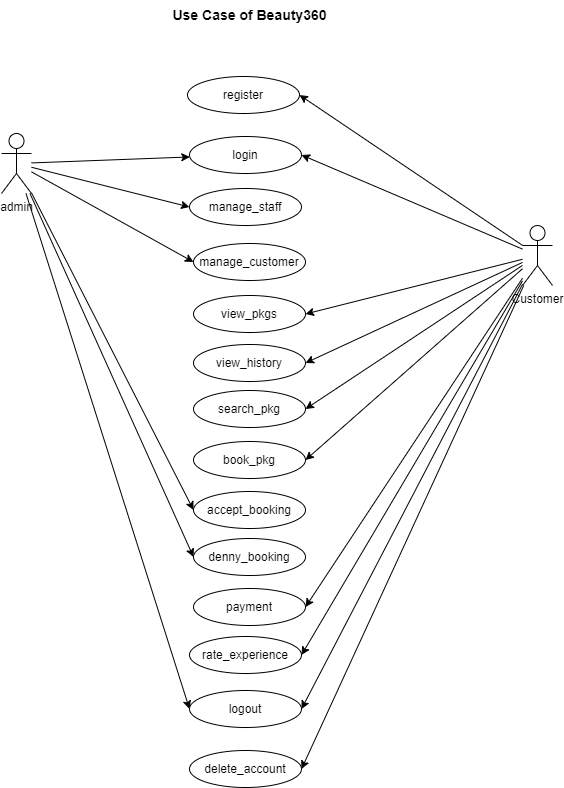 Use Case of Beauty360
register
login
admin
manage_staff
manage_customer
Customer
view_pkgs
view_history
search_pkg
book_pkg
accept_booking
denny_booking
payment
rate_experience
logout
delete_account